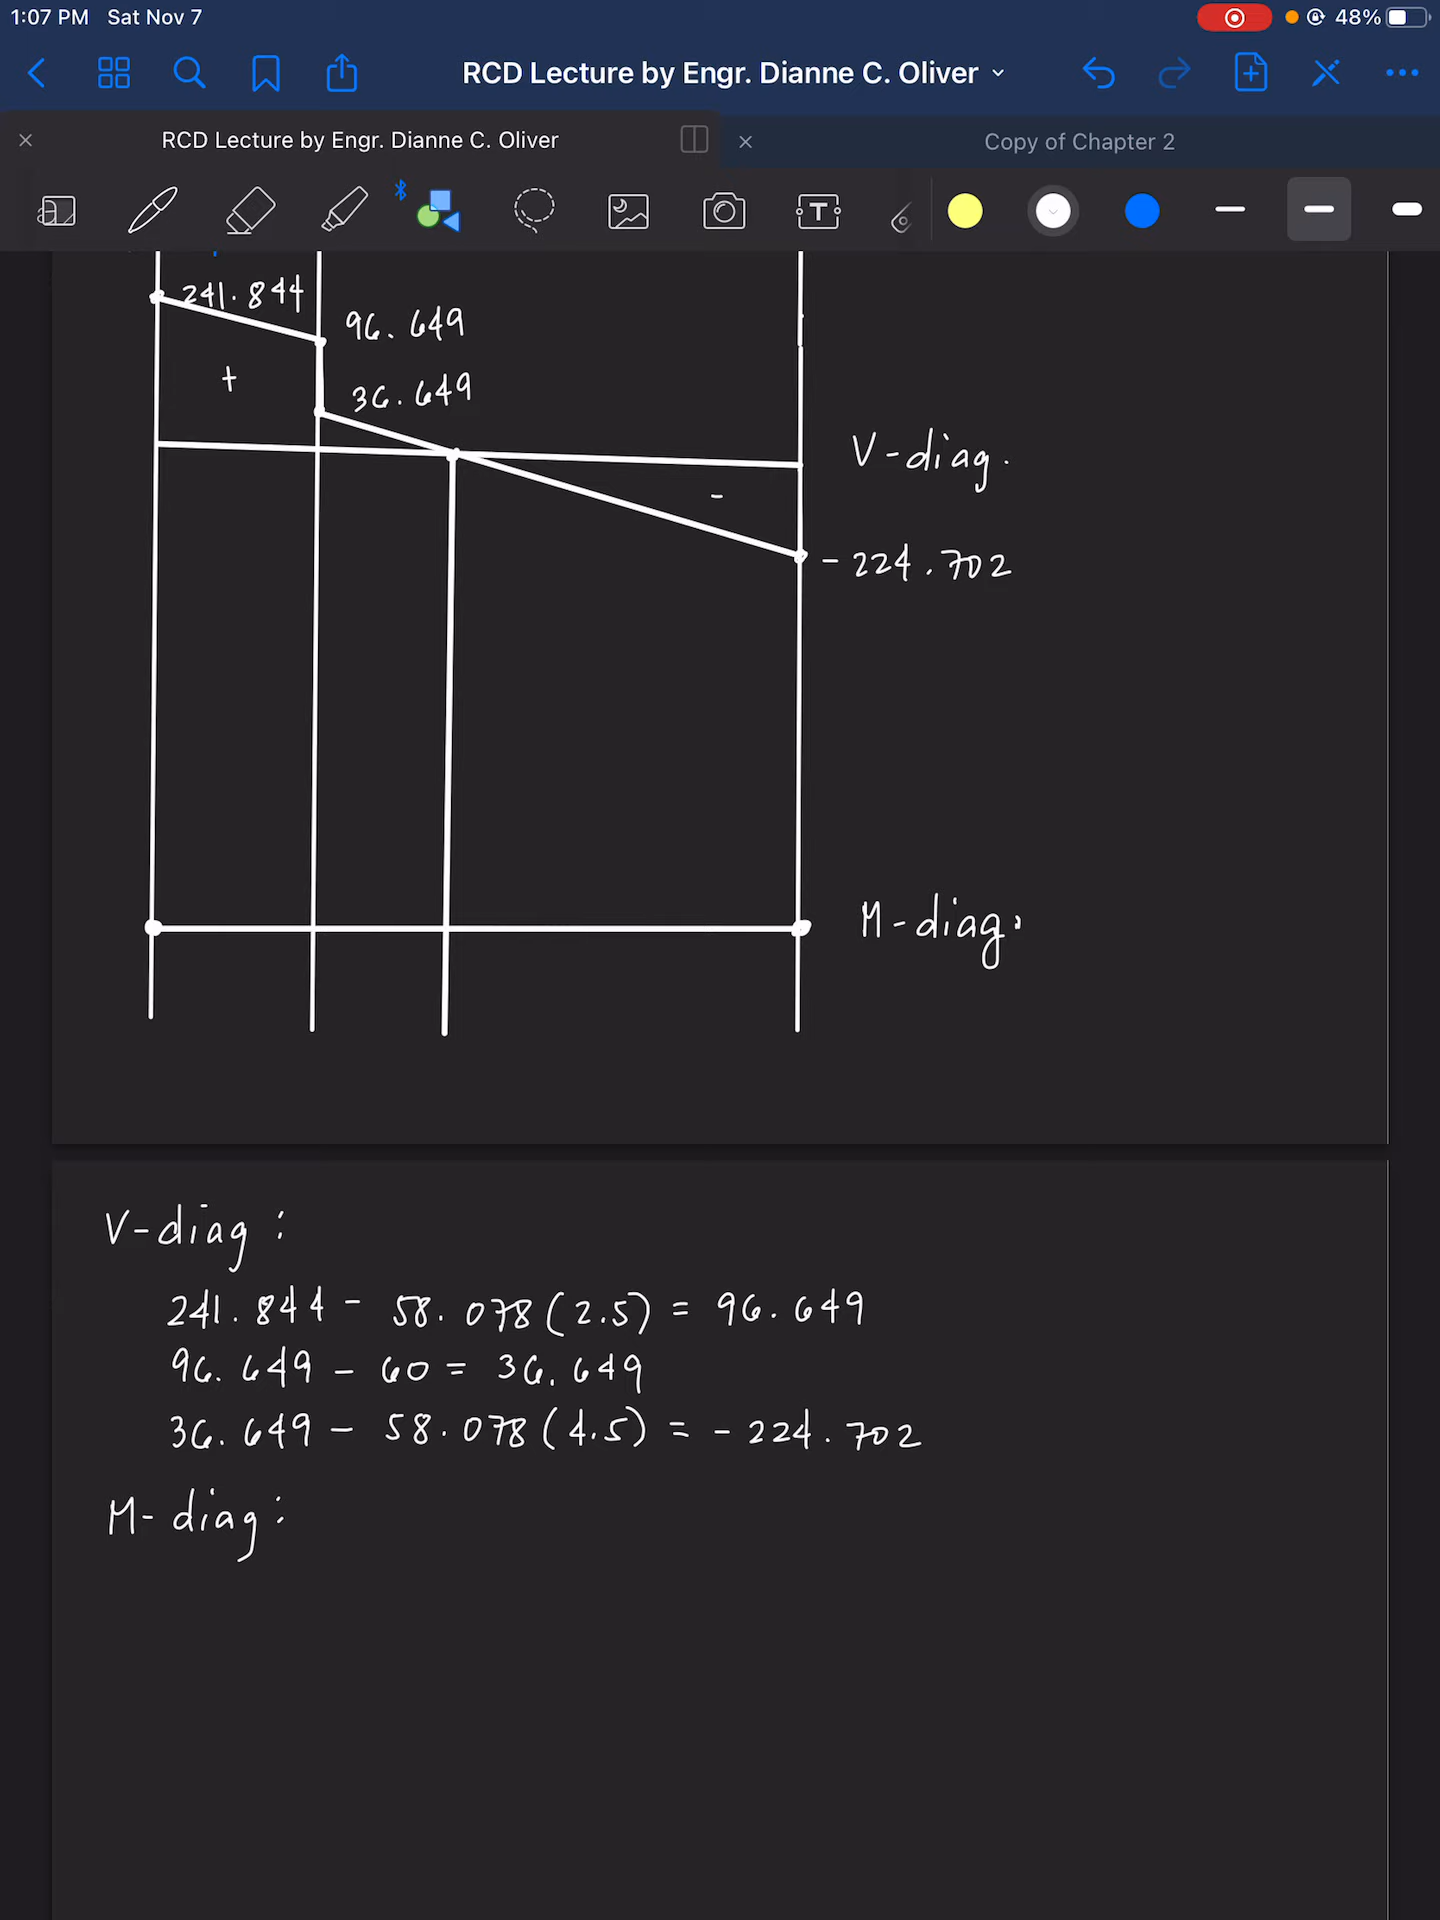 1:07 PM Sat Nov 7 48%
RCD Lecture by Engr. Dianne C. Oliver
RCD Lecture by Engr. Dianne C. Oliver
Copy of Chapter 2
T
241.844
96.649
+
36.649
V-diag.
-
-224.702
M-diag.
V-diag:
241.844 - 58.078(2.5) = 96.649
96.649 - 60 = 36.649
36.649 - 58.078(4.5) = -224.702
M-diag: